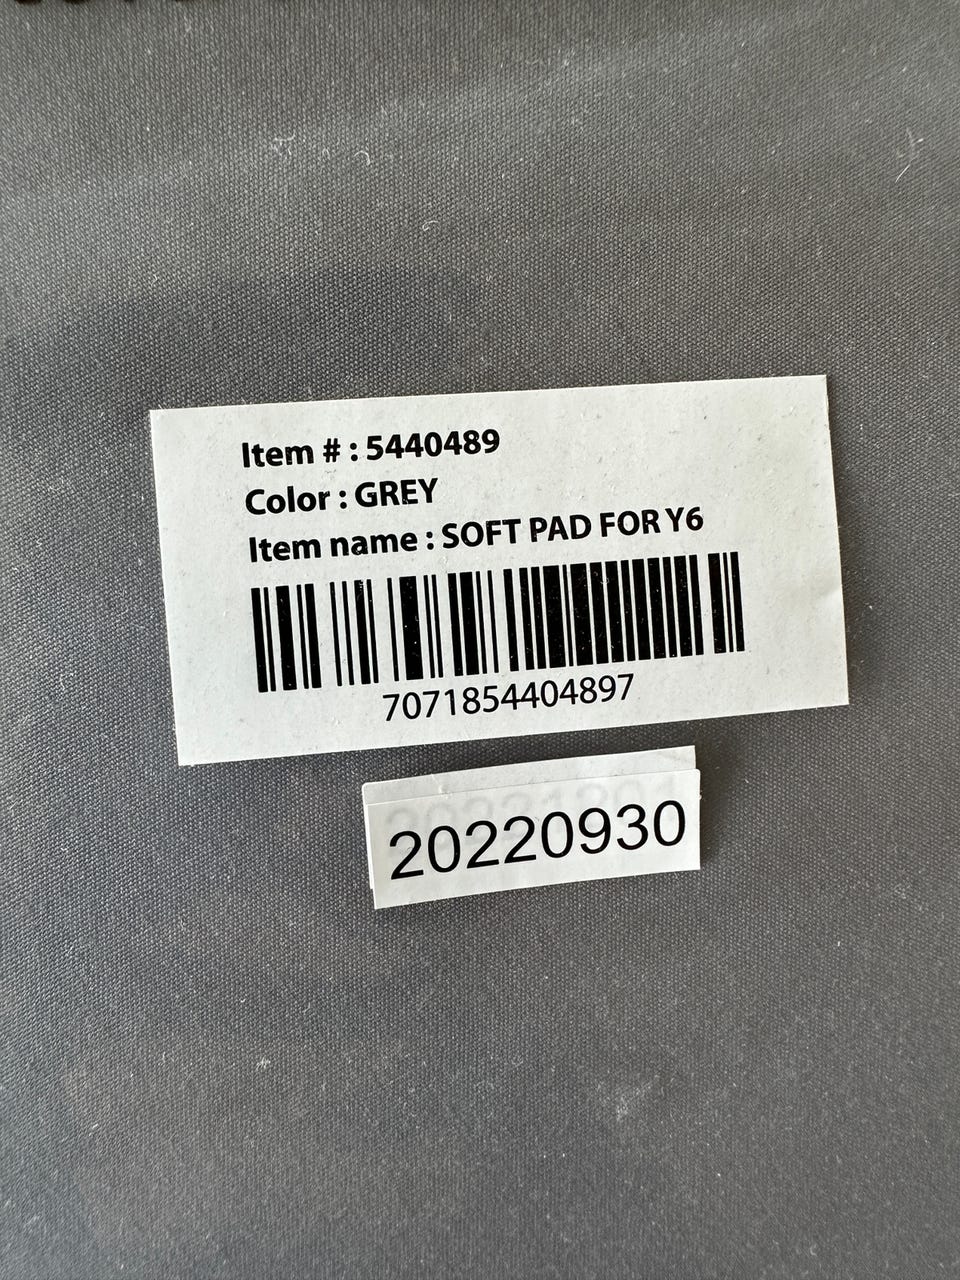 Item # : 5440489
Color : GREY
Item name : SOFT PAD FOR Y6
7071854404897
20220930